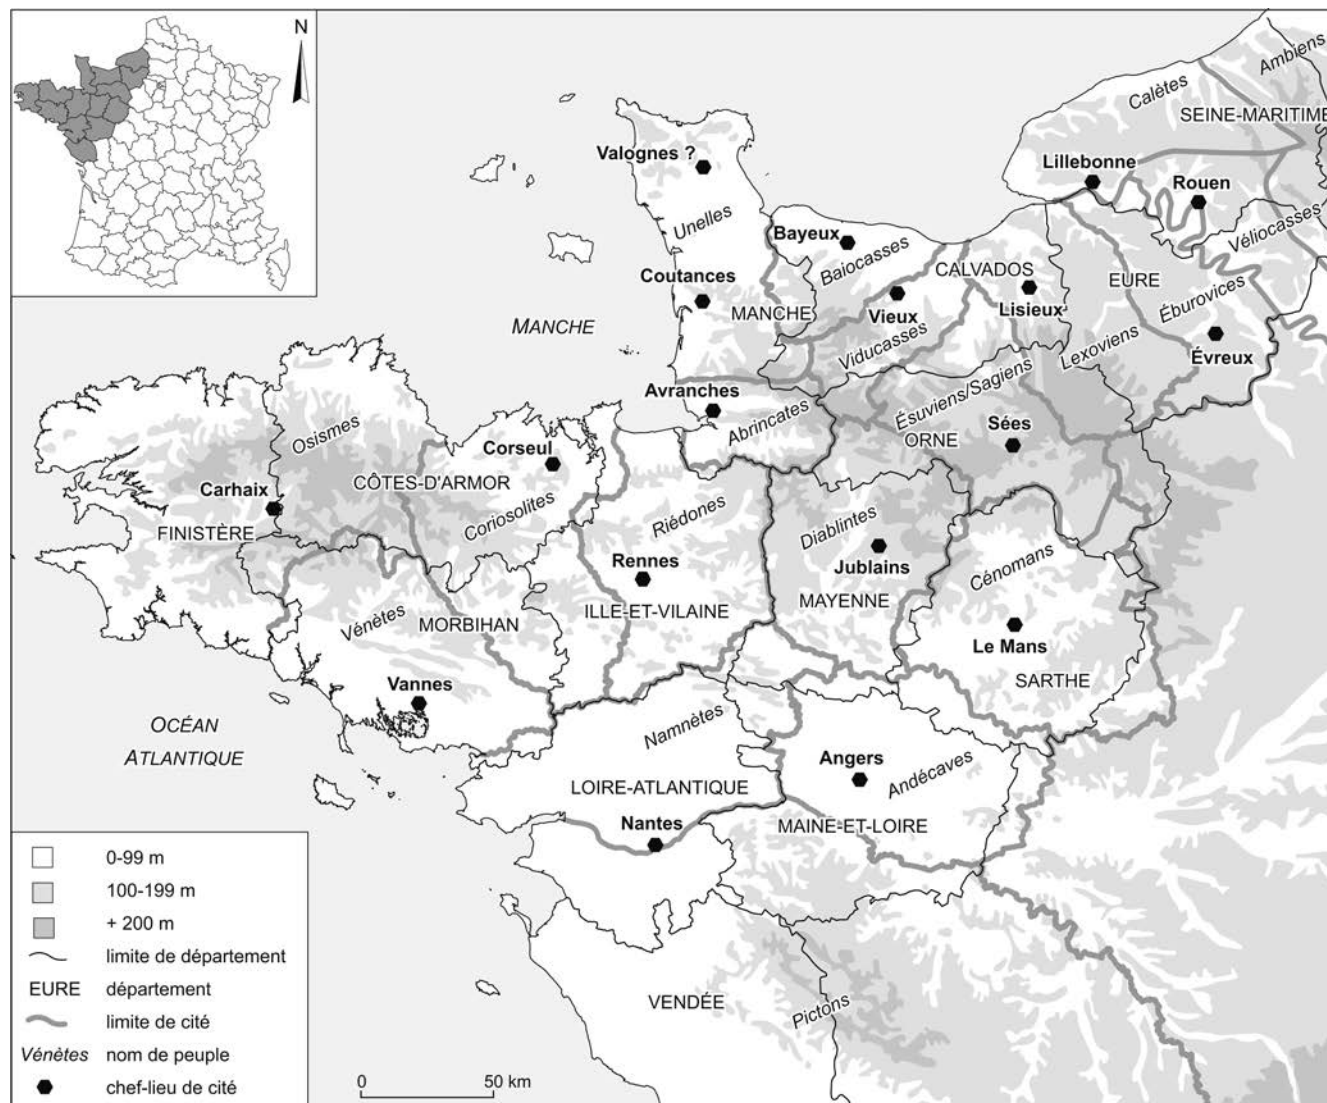 N
Ambiens
Calètes
SEINE-MARITIME
Valognes ?
Lillebonne
Rouen
Unelles
Véliocasses
Bayeux
Baiocasses
CALVADOS
EURE
Coutances
MANCHE
Vieux
Lisieux
Éburovices
MANCHE
Viducasses
Lexoviens
Évreux
Avranches
Abrincates
Ésuviens/Sagiens
ORNE
Sées
Osismes
Corseul
CÔTES-D'ARMOR
Carhaix
Coriosolites
Riédones
Diablintes
FINISTÈRE
Rennes
Jublains
Cénomans
ILLE-ET-VILAINE
MAYENNE
Vénètes
MORBIHAN
Le Mans
SARTHE
Vannes
OCÉAN
ATLANTIQUE
Namnètes
Angers
Andécaves
LOIRE-ATLANTIQUE
Nantes
MAINE-ET-LOIRE
VENDÉE
Pictons
0-99 m
100-199 m
+ 200 m
limite de département
EURE département
limite de cité
Vénètes nom de peuple
chef-lieu de cité
0 50 km